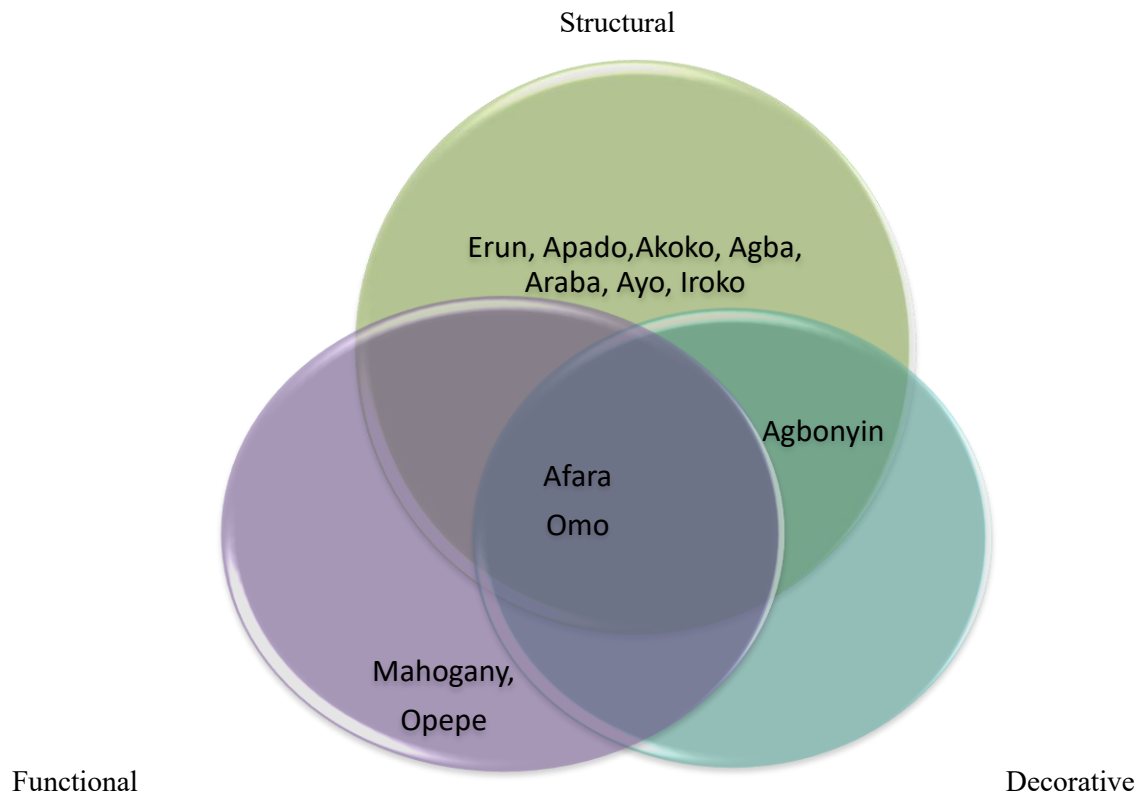 Structural
Erun, Apado,Akoko, Agba,
Araba, Ayo, Iroko
Agbonyin
Afara
Omo
Mahogany,
Opepe
Functional
Decorative